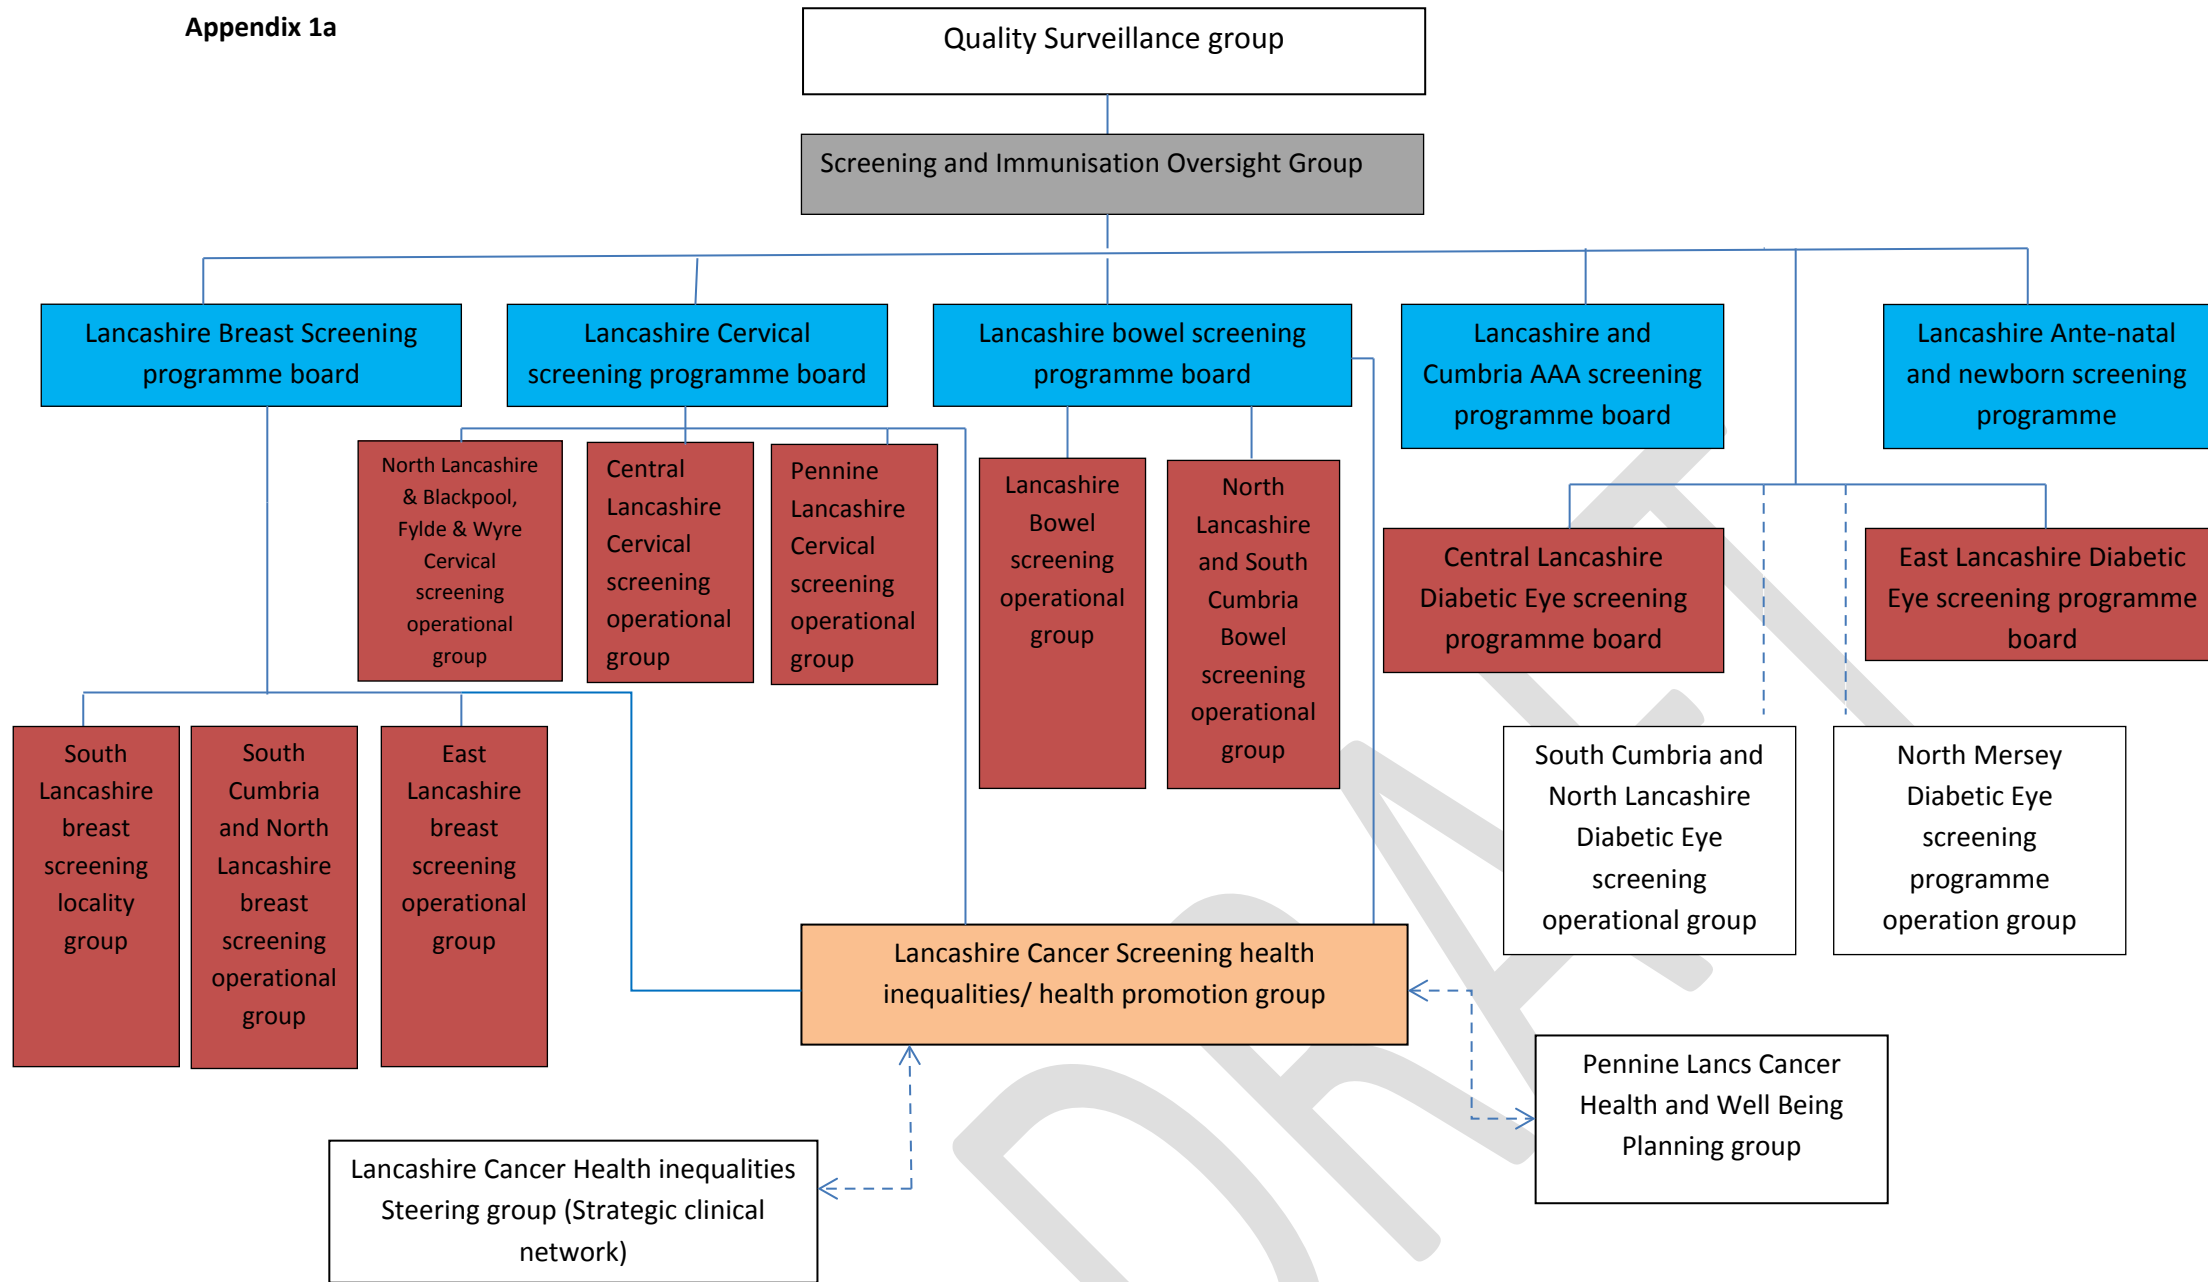 Appendix 1a
Quality Surveillance group
Screening and Immunisation Oversight Group
Lancashire Breast Screening
programme board
Lancashire Cervical
screening programme board
Lancashire bowel screening
programme board
Lancashire and
Cumbria AAA screening
programme board
Lancashire Ante-natal
and newborn screening
programme
North Lancashire
& Blackpool,
Fylde & Wyre
Cervical
screening
operational
group
Central
Lancashire
Cervical
screening
operational
group
Pennine
Lancashire
Cervical
screening
operational
group
Lancashire
Bowel
screening
operational
group
North
Lancashire
and South
Cumbria
Bowel
screening
operational
group
Central Lancashire
Diabetic Eye screening
programme board
East Lancashire Diabetic
Eye screening programme
board
South
Lancashire
breast
screening
locality
group
South
Cumbria
and North
Lancashire
breast
screening
operational
group
East
Lancashire
breast
screening
operational
group
South Cumbria and
North Lancashire
Diabetic Eye
screening
operational group
North Mersey
Diabetic Eye
screening
programme
operation group
Lancashire Cancer Screening health
inequalities/ health promotion group
Pennine Lancs Cancer
Health and Well Being
Planning group
Lancashire Cancer Health inequalities
Steering group (Strategic clinical
network)
DRAFT